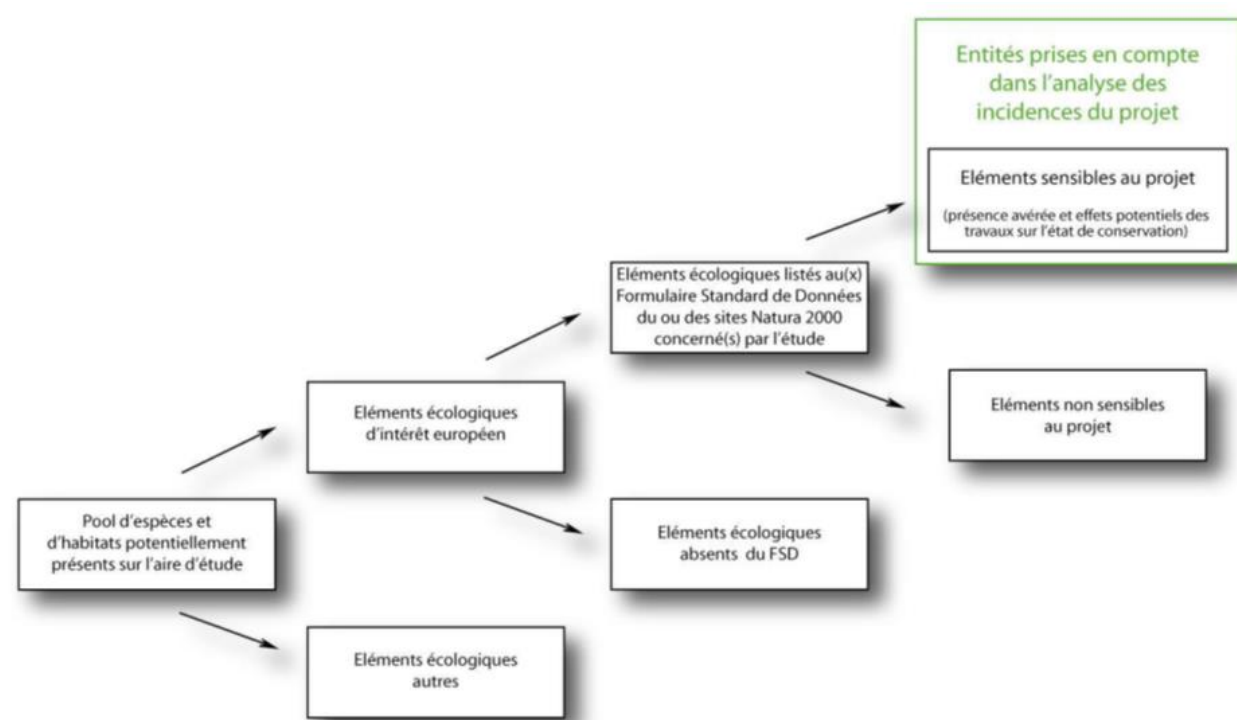 Entités prises en compte
dans l'analyse des
incidences du projet
Eléments sensibles au projet
(présence avérée et effets potentiels des
travaux sur l'état de conservation)
Eléments écologiques listés au(x)
Formulaire Standard de Données
du ou des sites Natura 2000
concerné(s) par l'étude
Eléments non sensibles
au projet
Eléments écologiques
d'intérêt européen
Eléments écologiques
absents du FSD
Pool d'espèces et
d'habitats potentiellement
présents sur l'aire d'étude
Eléments écologiques
autres